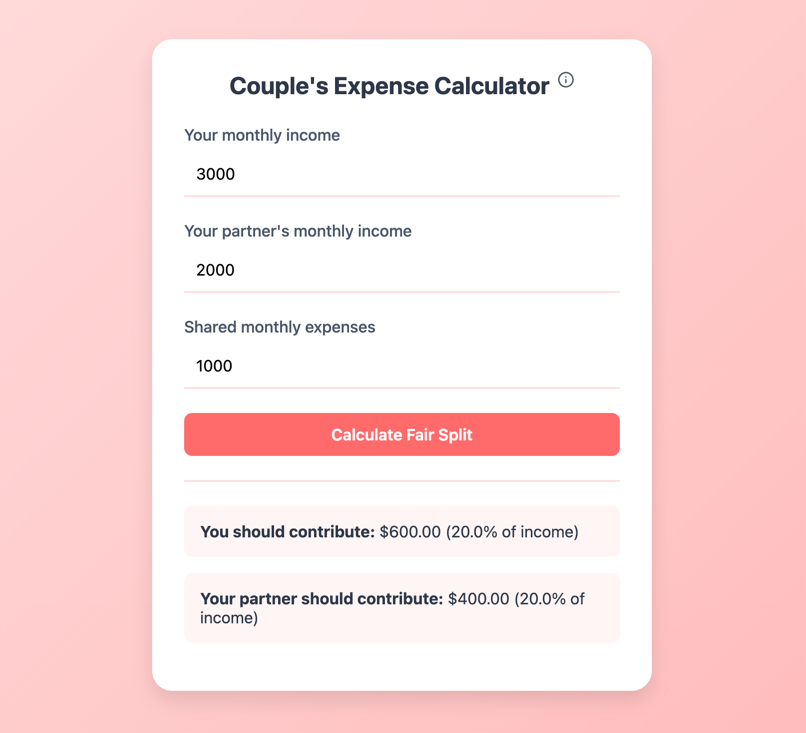 Couple's Expense Calculator
Your monthly income
3000
Your partner's monthly income
2000
Shared monthly expenses
1000
Calculate Fair Split
You should contribute: $600.00 (20.0% of income)
Your partner should contribute: $400.00 (20.0% of
income)